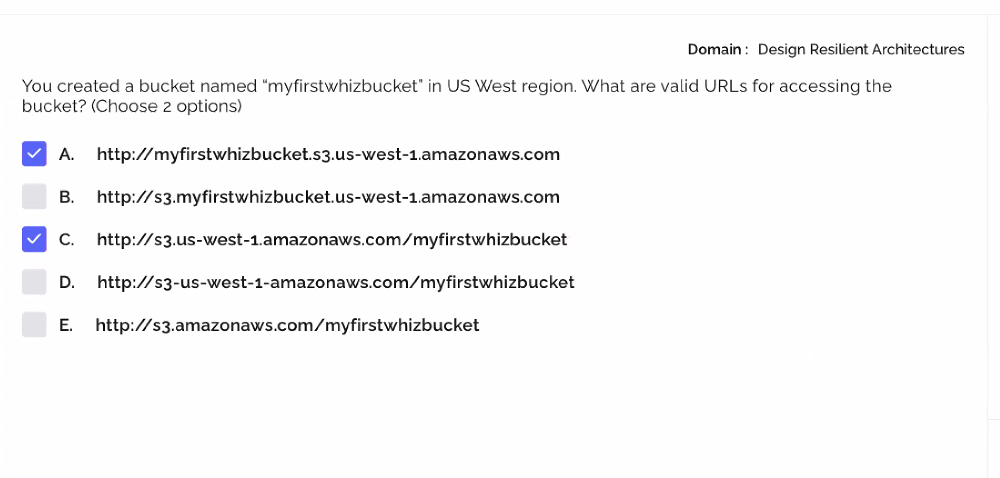 Domain : Design Resilient Architectures
You created a bucket named “myfirstwhizbucket” in US West region. What are valid URLs for accessing the
bucket? (Choose 2 options)
A. http://myfirstwhizbucket.s3.us-west-1.amazonaws.com
B. http://s3.myfirstwhizbucket.us-west-1.amazonaws.com
C. http://s3.us-west-1.amazonaws.com/myfirstwhizbucket
D. http://s3-us-west-1-amazonaws.com/myfirstwhizbucket
E. http://s3.amazonaws.com/myfirstwhizbucket